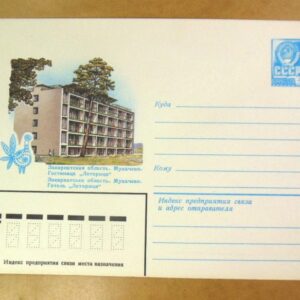 СССР
Куда
Закарпатская область. Мукачево.
Гостиница „Латорица"
Закарпатська область. Мукачеве.
Готель „Латориця"
Кому
Индекс предприятия связи
и адрес отправителя
Индекс предприятия связи места назначения